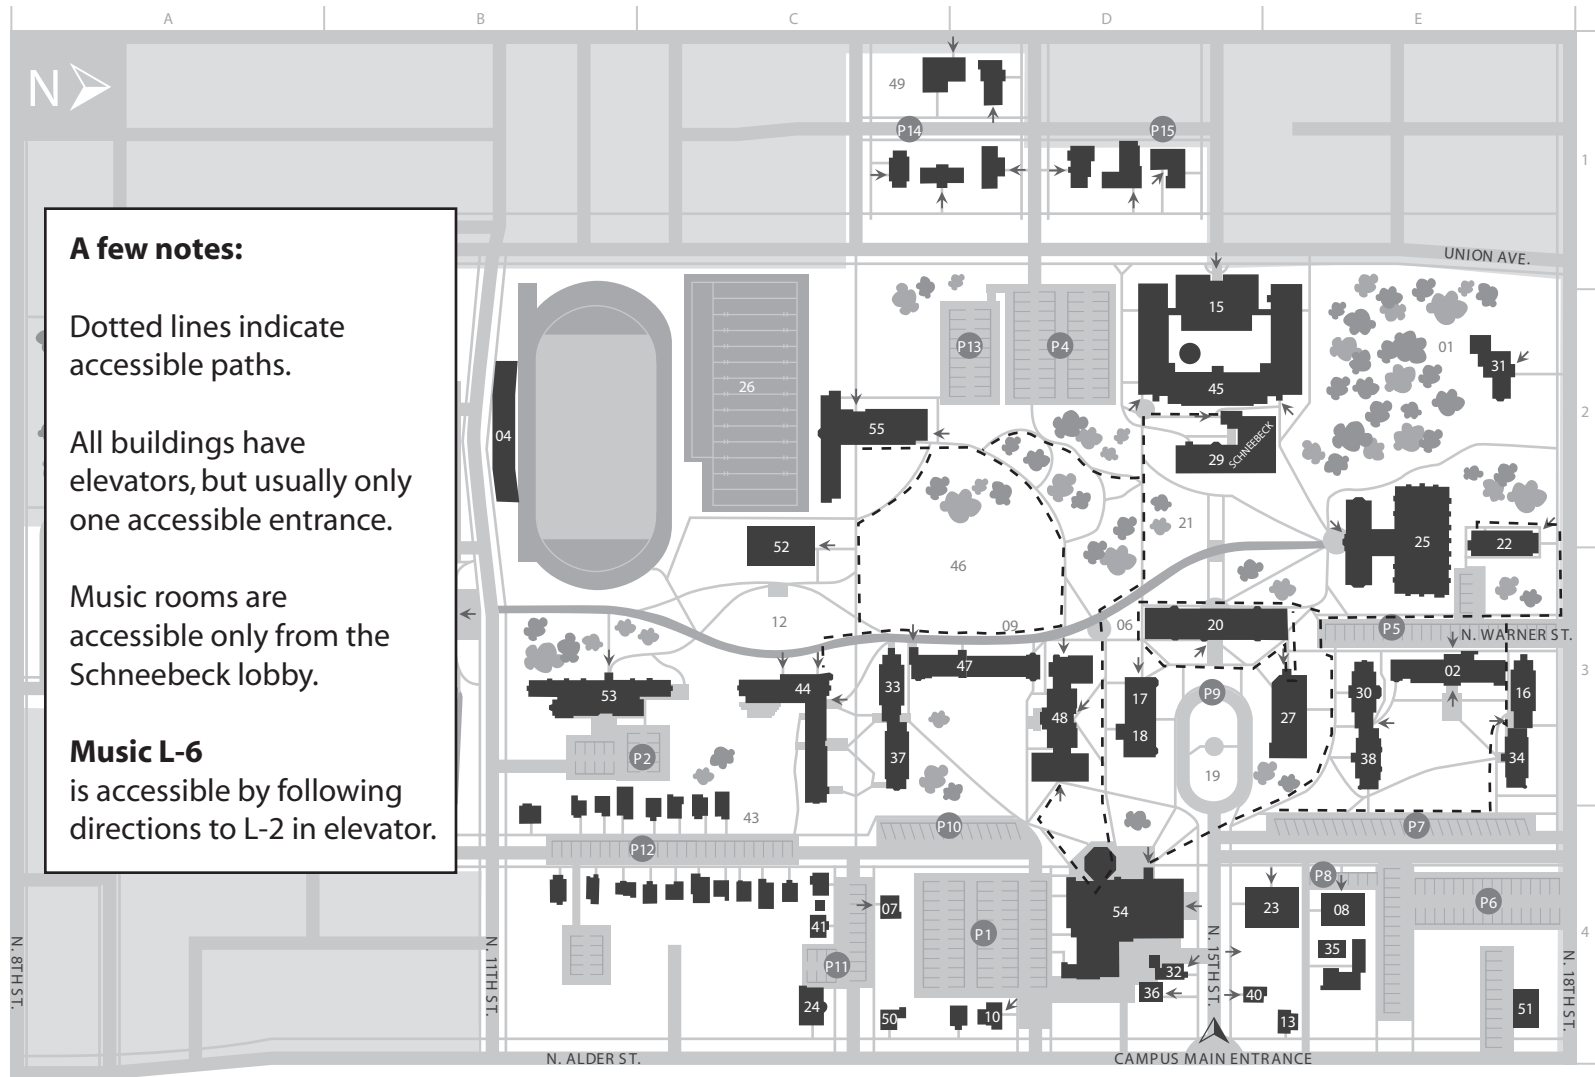 A B C D E
N
49
P14 P15
1
A few notes:
Dotted lines indicate
accessible paths.
All buildings have
elevators, but usually only
one accessible entrance.
Music rooms are
accessible only from the
Schneebeck lobby.
Music L-6
is accessible by following
directions to L-2 in elevator.
UNION AVE.
15
01
P13 P4
31
26
45
2
04
55
29 SCHNEEBECK
21
52
25
22
46
12
09 06 20
P5
N. WARNER ST.
47
02
3
53 44 33
17 P9
30 16
48
27
18
37
38 34
P2
19
43
P10 P7
P12
P8
P6
07
54
23 08
41
P1
4
35
P11
32
36 40
24
50 10
13
51
N. 8TH ST.
N. 11TH ST.
N. 15TH ST.
N. 18TH ST.
N. ALDER ST.
CAMPUS MAIN ENTRANCE